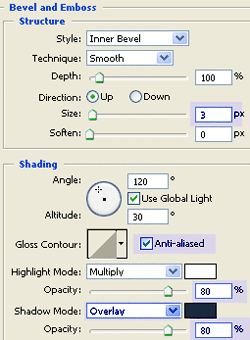 Bevel and Emboss
Structure
Style: Inner Bevel
Technique: Smooth
Depth: 100 %
Direction: Up Down
Size: 3 px
Soften: 0 px
Shading
Angle: 120 °
Use Global Light
Altitude: 30 °
Gloss Contour: Anti-aliased
Highlight Mode: Multiply
Opacity: 80 %
Shadow Mode: Overlay
Opacity: 80 %